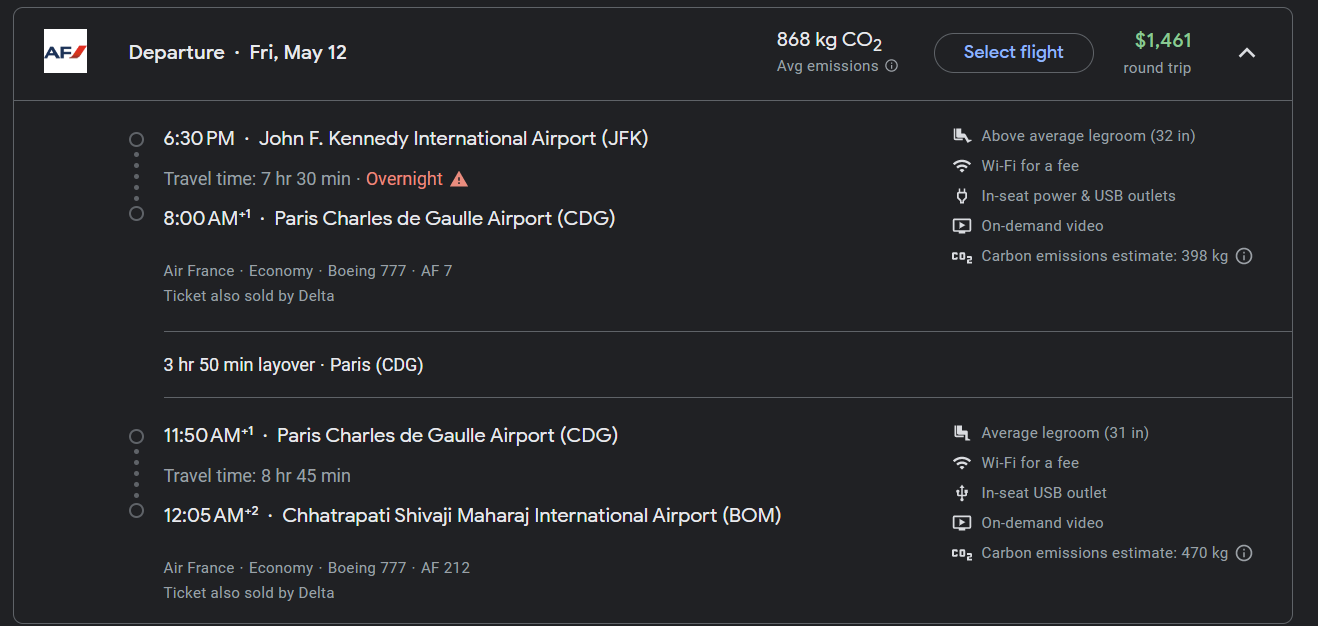 AF
Departure · Fri, May 12
868 kg CO2
Avg emissions
Select flight
$1,461
round trip
6:30 PM · John F. Kennedy International Airport (JFK)
Travel time: 7 hr 30 min · Overnight
8:00 AM+1 · Paris Charles de Gaulle Airport (CDG)
Air France · Economy · Boeing 777 · AF 7
Ticket also sold by Delta
Above average legroom (32 in)
Wi-Fi for a fee
In-seat power & USB outlets
On-demand video
CO2 Carbon emissions estimate: 398 kg
3 hr 50 min layover · Paris (CDG)
11:50 AM+1 · Paris Charles de Gaulle Airport (CDG)
Travel time: 8 hr 45 min
12:05 AM+2 · Chhatrapati Shivaji Maharaj International Airport (BOM)
Air France · Economy · Boeing 777 · AF 212
Ticket also sold by Delta
Average legroom (31 in)
Wi-Fi for a fee
In-seat USB outlet
On-demand video
CO2 Carbon emissions estimate: 470 kg